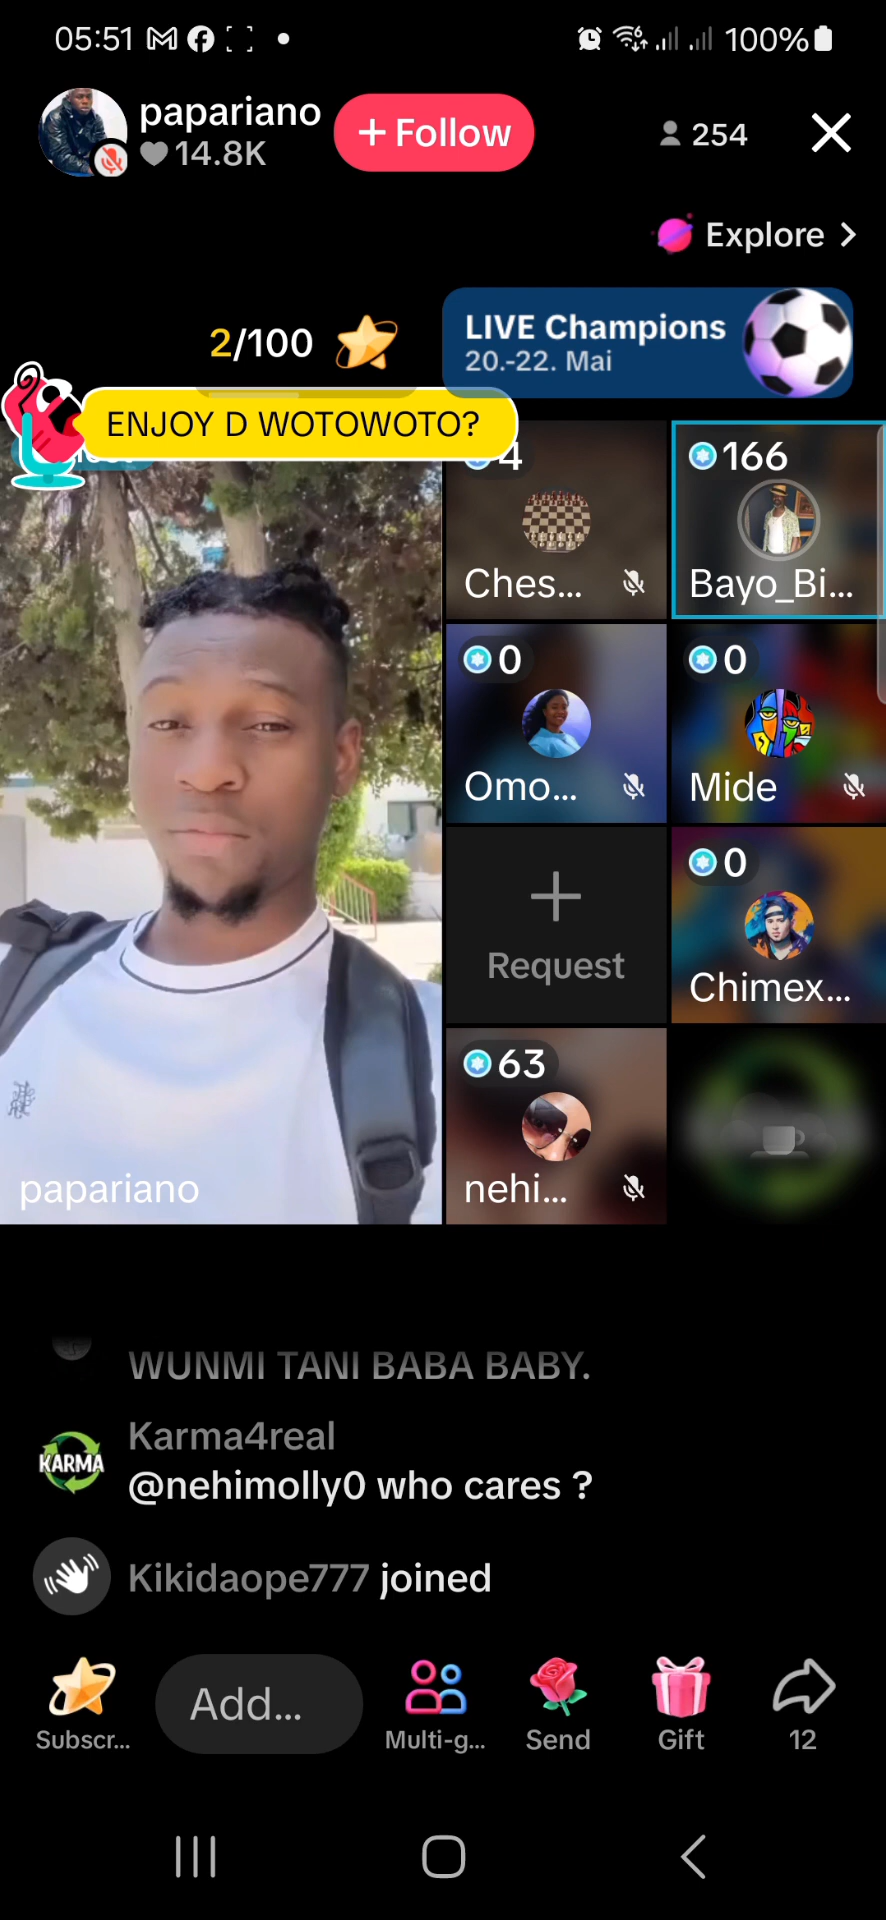 05:51
100%
papariano
14.8K
+ Follow
254
Explore
2/100
LIVE Champions
20.-22. Mai
ENJOY D WOTOWOTO?
4
166
Ches...
Bayo_Bi...
0
0
Omo...
Mide
0
Request
Chimex...
63
papariano
nehi...
WUNMI TANI BABA BABY.
Karma4real
KARMA
@nehimolly0 who cares ?
Kikidaope777 joined
Subscr...
Add...
Multi-g...
Send
Gift
12